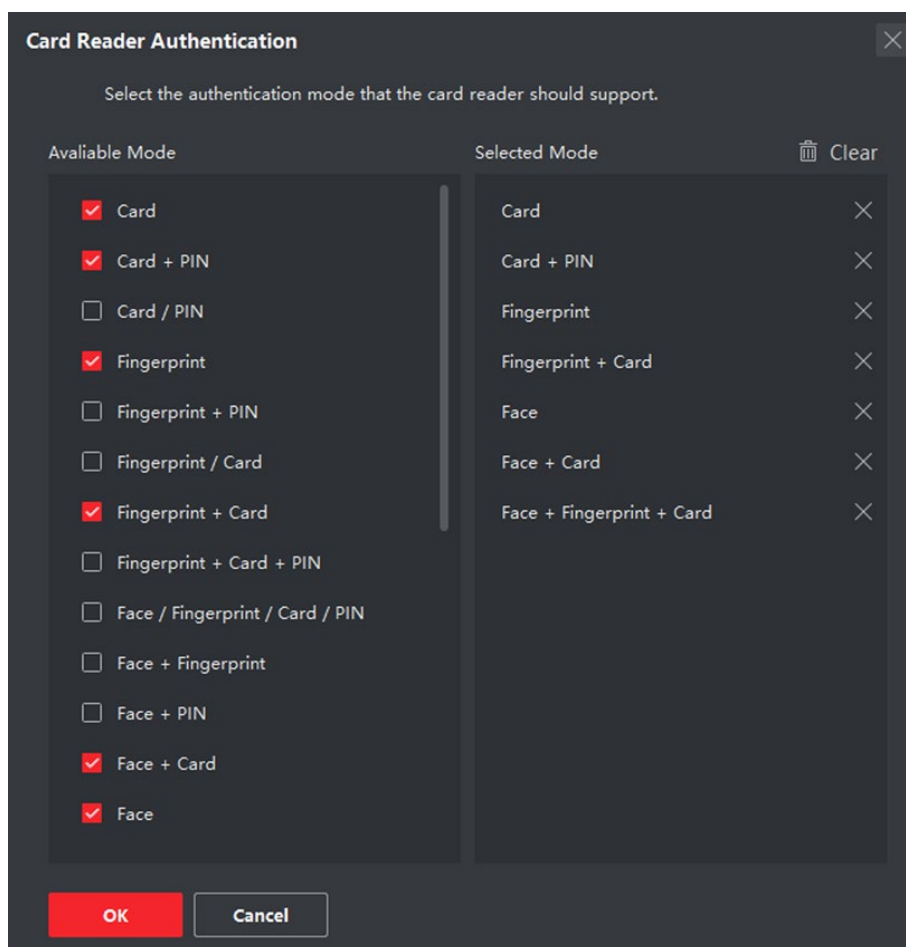 Card Reader Authentication
Select the authentication mode that the card reader should support.
Avaliable Mode
Card
Card + PIN
Card / PIN
Fingerprint
Fingerprint + PIN
Fingerprint / Card
Fingerprint + Card
Fingerprint + Card + PIN
Face / Fingerprint / Card / PIN
Face + Fingerprint
Face + PIN
Face + Card
Face
Selected Mode
Clear
Card
Card + PIN
Fingerprint
Fingerprint + Card
Face
Face + Card
Face + Fingerprint + Card
OK
Cancel